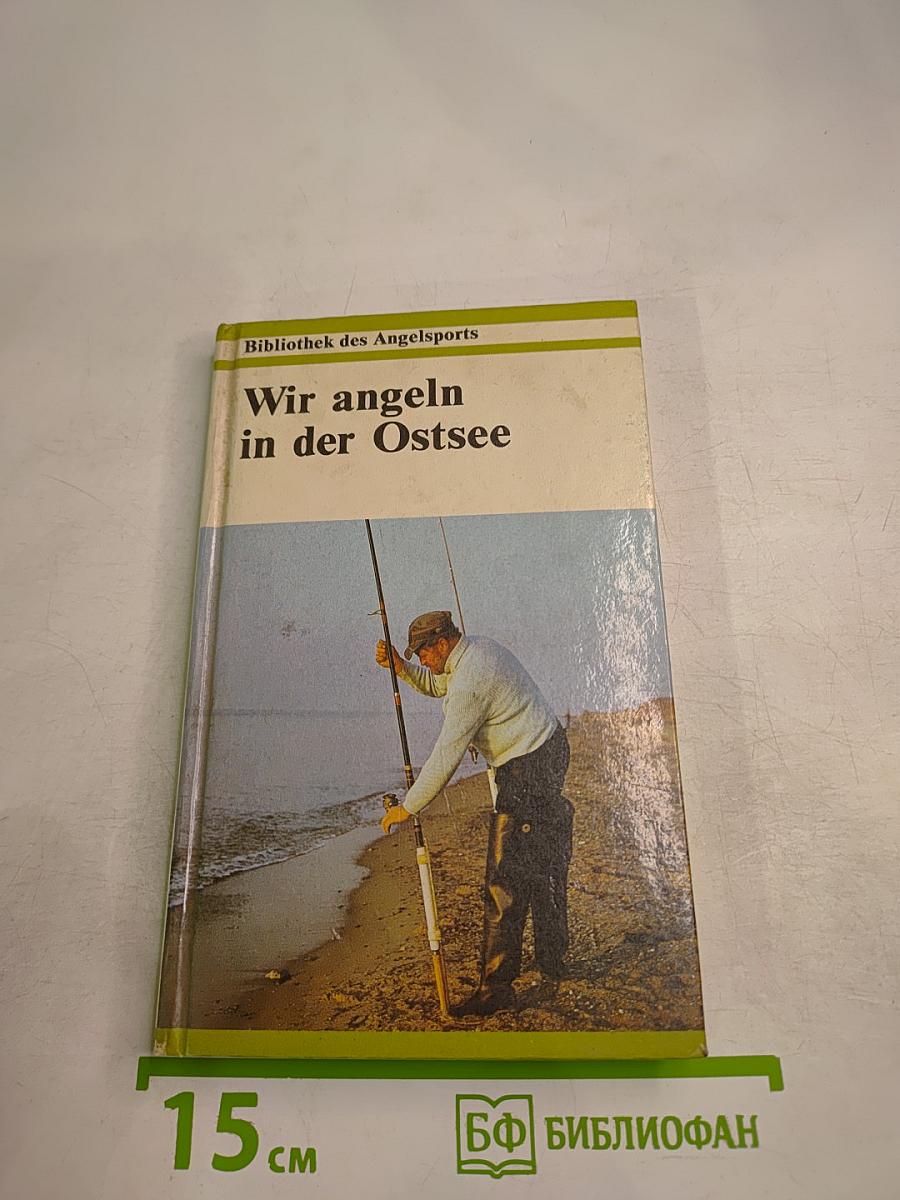 Bibliothek des Angelsports
Wir angeln
in der Ostsee
15 см
БФ БИБЛИОФАН